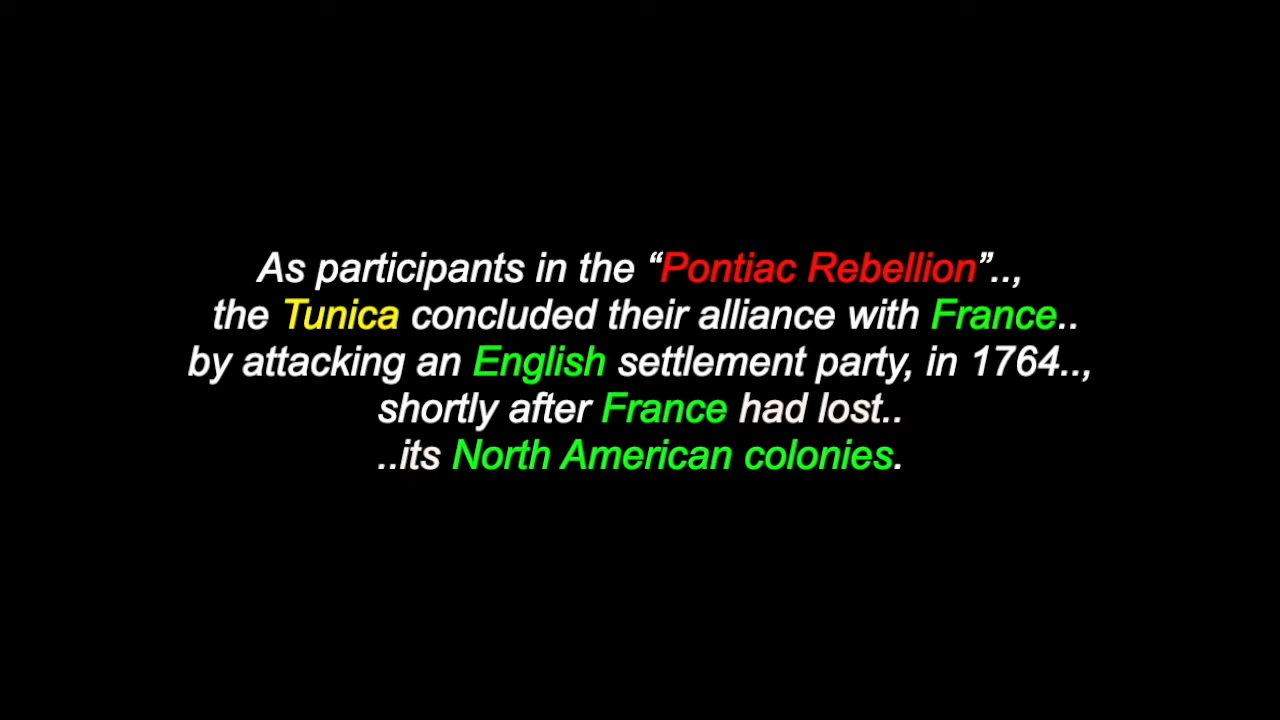 As participants in the “Pontiac Rebellion”..,
the Tunica concluded their alliance with France..
by attacking an English settlement party, in 1764..,
shortly after France had lost..
..its North American colonies.